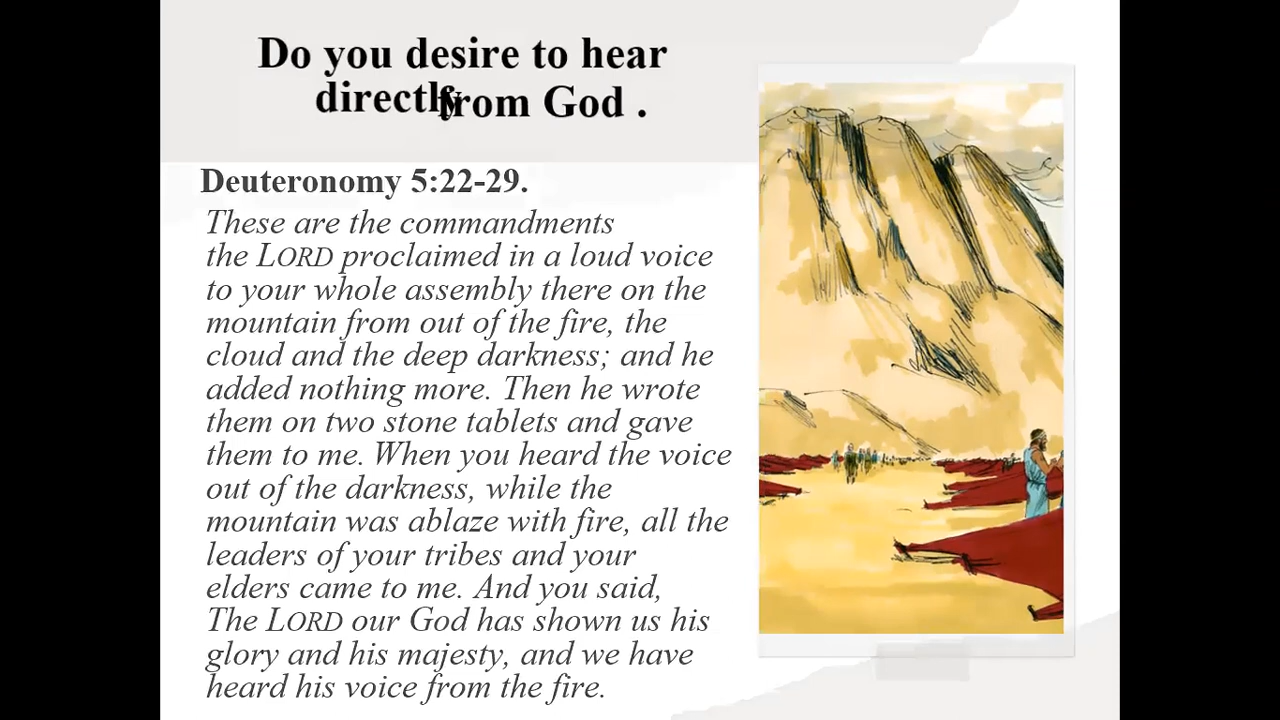 Do you desire to hear
directly from God .
Deuteronomy 5:22-29.
These are the commandments
the LORD proclaimed in a loud voice
to your whole assembly there on the
mountain from out of the fire, the
cloud and the deep darkness; and he
added nothing more. Then he wrote
them on two stone tablets and gave
them to me. When you heard the voice
out of the darkness, while the
mountain was ablaze with fire, all the
leaders of your tribes and your
elders came to me. And you said,
The LORD our God has shown us his
glory and his majesty, and we have
heard his voice from the fire.